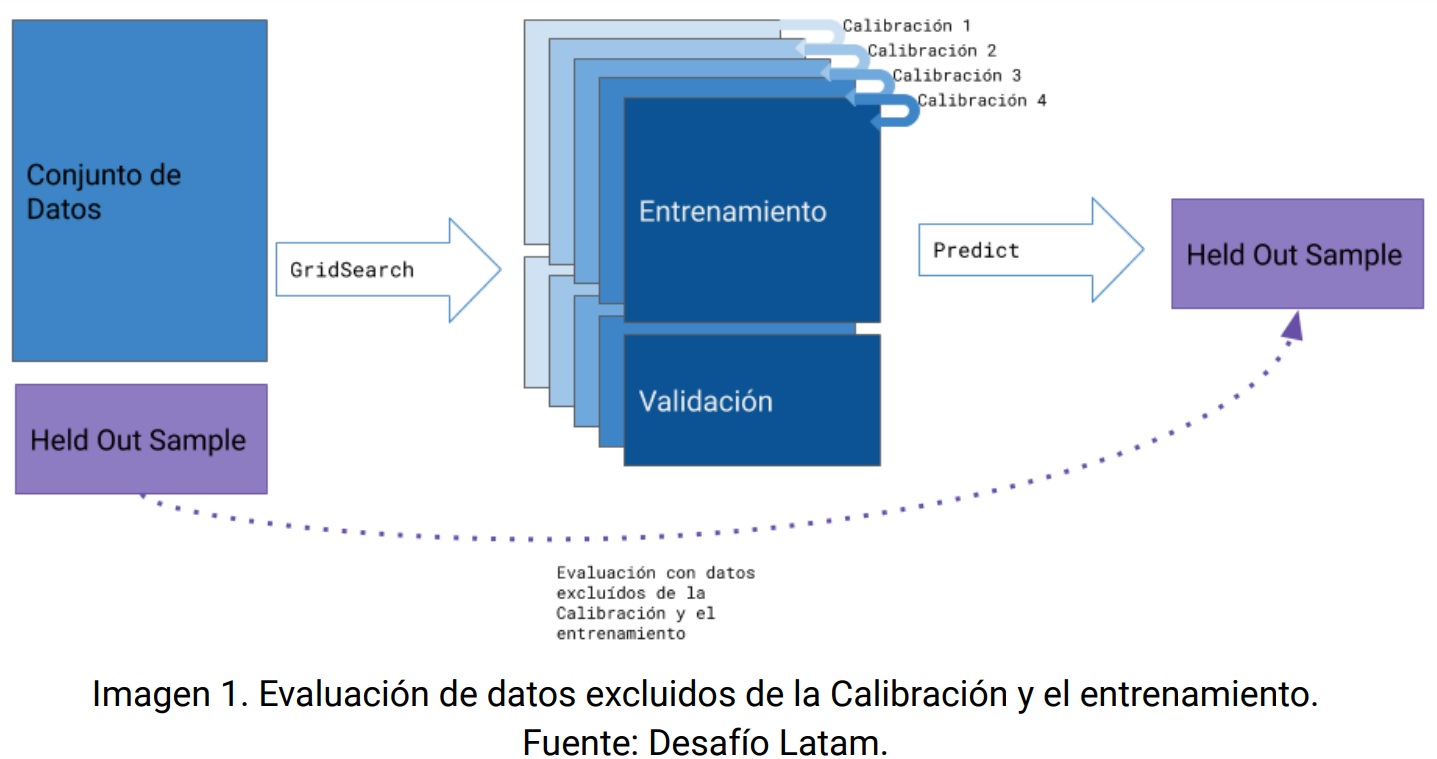 Calibración 1
Calibración 2
Calibración 3
Calibración 4
Conjunto de
Datos
GridSearch
Entrenamiento
Predict
Held Out Sample
Validación
Held Out Sample
Evaluación con datos
excluídos de la
Calibración y el
entrenamiento
Imagen 1. Evaluación de datos excluidos de la Calibración y el entrenamiento.
Fuente: Desafío Latam.